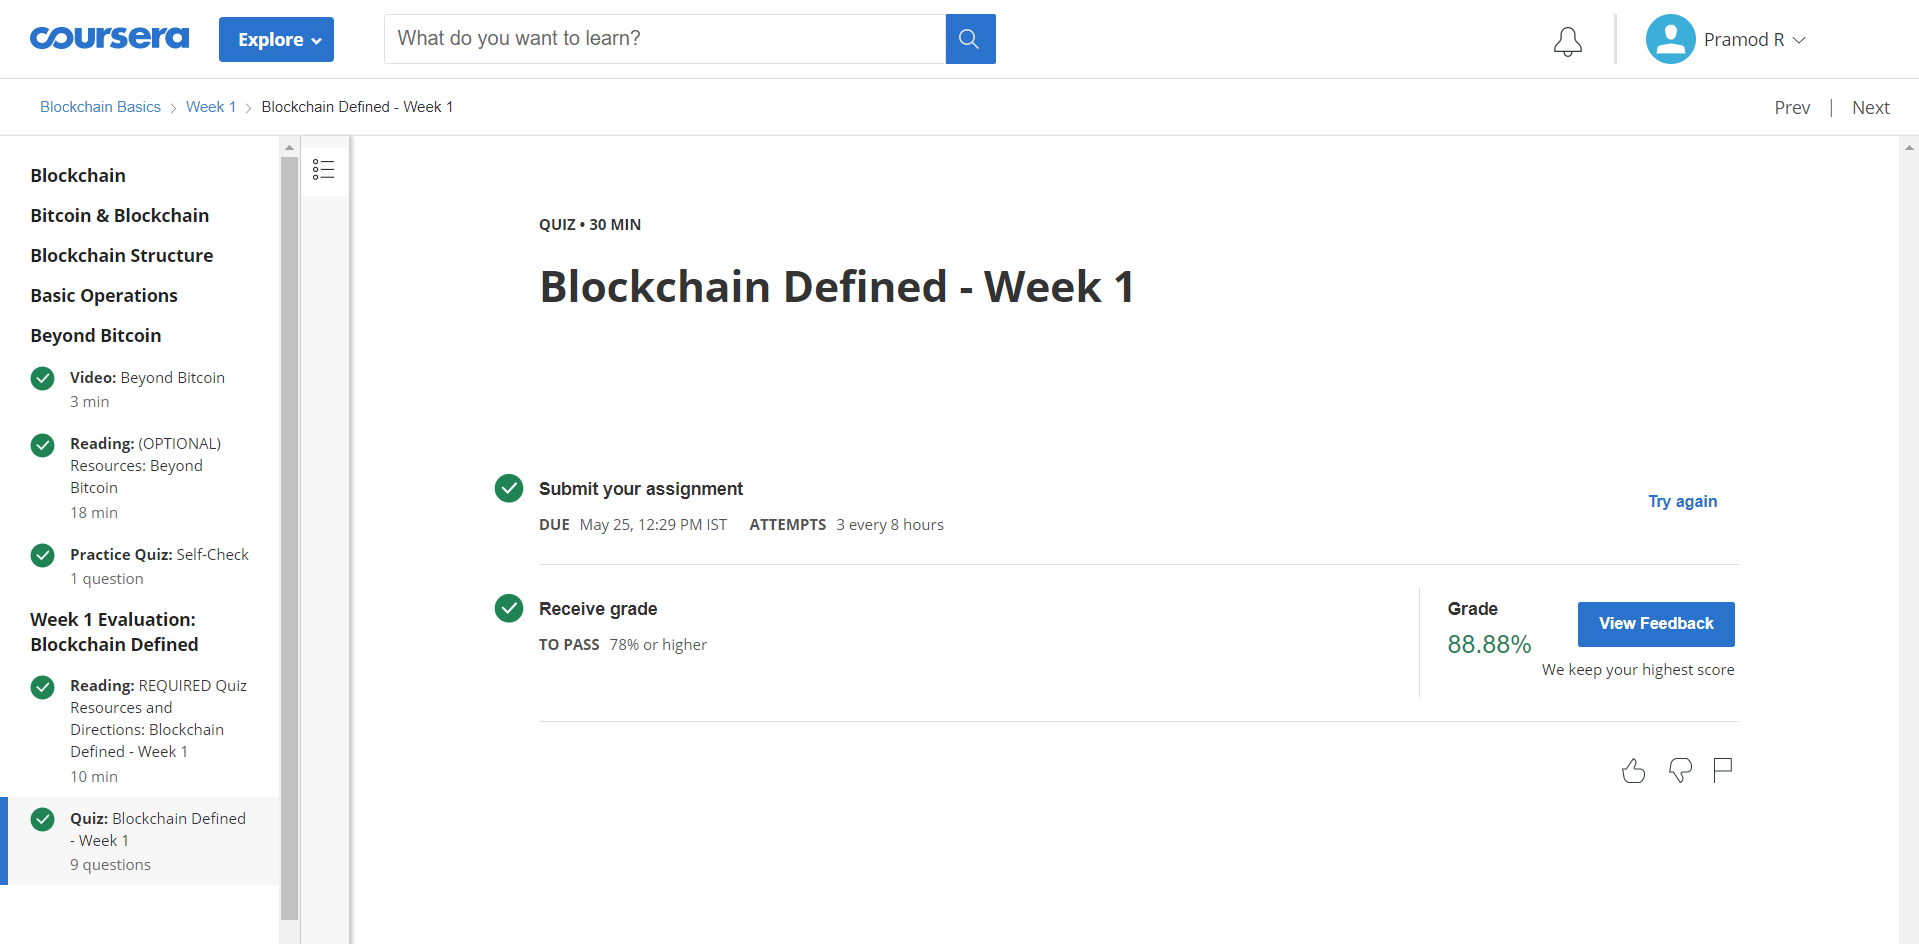 coursera
Explore
What do you want to learn?
Pramod R
Blockchain Basics
Week 1
Blockchain Defined - Week 1
Prev | Next
Blockchain
Bitcoin & Blockchain
Blockchain Structure
Basic Operations
Beyond Bitcoin
Video: Beyond Bitcoin
3 min
Reading: (OPTIONAL)
Resources: Beyond
Bitcoin
18 min
Practice Quiz: Self-Check
1 question
Week 1 Evaluation:
Blockchain Defined
Reading: REQUIRED Quiz
Resources and
Directions: Blockchain
Defined - Week 1
10 min
Quiz: Blockchain Defined
- Week 1
9 questions
QUIZ • 30 MIN
Blockchain Defined - Week 1
Submit your assignment
DUE May 25, 12:29 PM IST ATTEMPTS 3 every 8 hours
Try again
Receive grade
TO PASS 78% or higher
Grade
88.88%
View Feedback
We keep your highest score